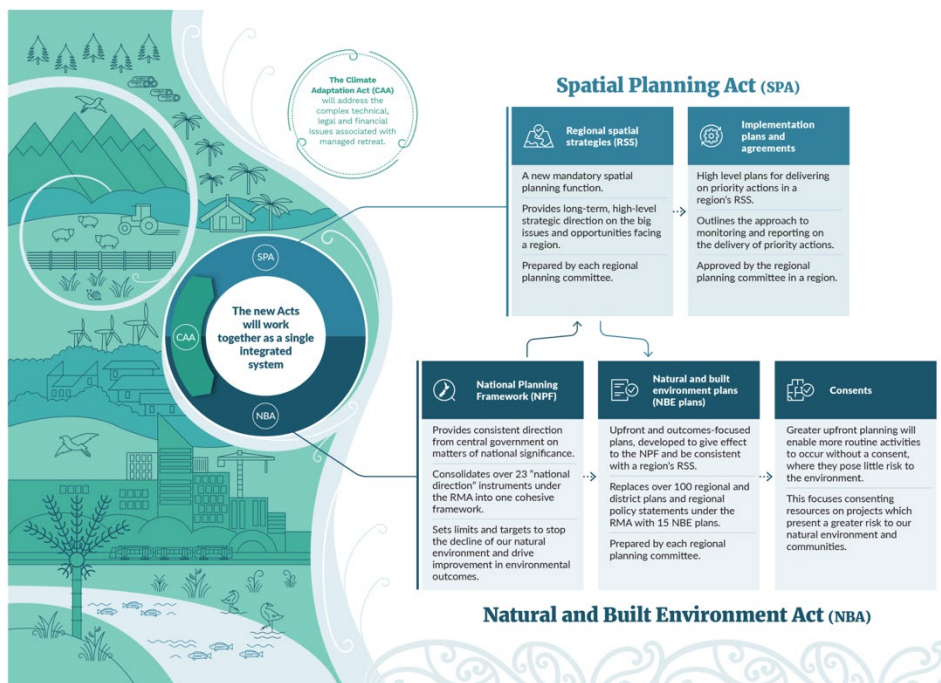 The Climate
Adaptation Act (CAA)
will address the
complex technical,
legal and financial
issues associated with
managed retreat.
Spatial Planning Act (SPA)
Regional spatial
strategies (RSS)
A new mandatory spatial
planning function.
Provides long-term, high-level
strategic direction on the big
issues and opportunities facing
a region.
Prepared by each regional
planning committee.
Implementation
plans and
agreements
High level plans for delivering
on priority actions in a
region's RSS.
Outlines the approach to
monitoring and reporting on
the delivery of priority actions.
Approved by the regional
planning committee in a region.
SPA
CAA
The new Acts
will work
together as a single
integrated
system
NBA
National Planning
Framework (NPF)
Provides consistent direction
from central government on
matters of national significance.
Consolidates over 23 “national
direction” instruments under
the RMA into one cohesive
framework.
Sets limits and targets to stop
the decline of our natural
environment and drive
improvement in environmental
outcomes.
Natural and built
environment plans
(NBE plans)
Upfront and outcomes-focused
plans, developed to give effect
to the NPF and be consistent
with a region's RSS.
Replaces over 100 regional and
district plans and regional
policy statements under the
RMA with 15 NBE plans.
Prepared by each regional
planning committee.
Consents
Greater upfront planning will
enable more routine activities
to occur without a consent,
where they pose little risk to
the environment.
This focuses consenting
resources on projects which
present a greater risk to our
natural environment and
communities.
Natural and Built Environment Act (NBA)